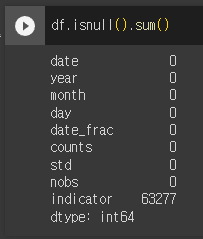 df.isnull().sum()
date 0
year 0
month 0
day 0
date_frac 0
counts 0
std 0
nobs 0
indicator 63277
dtype: int64